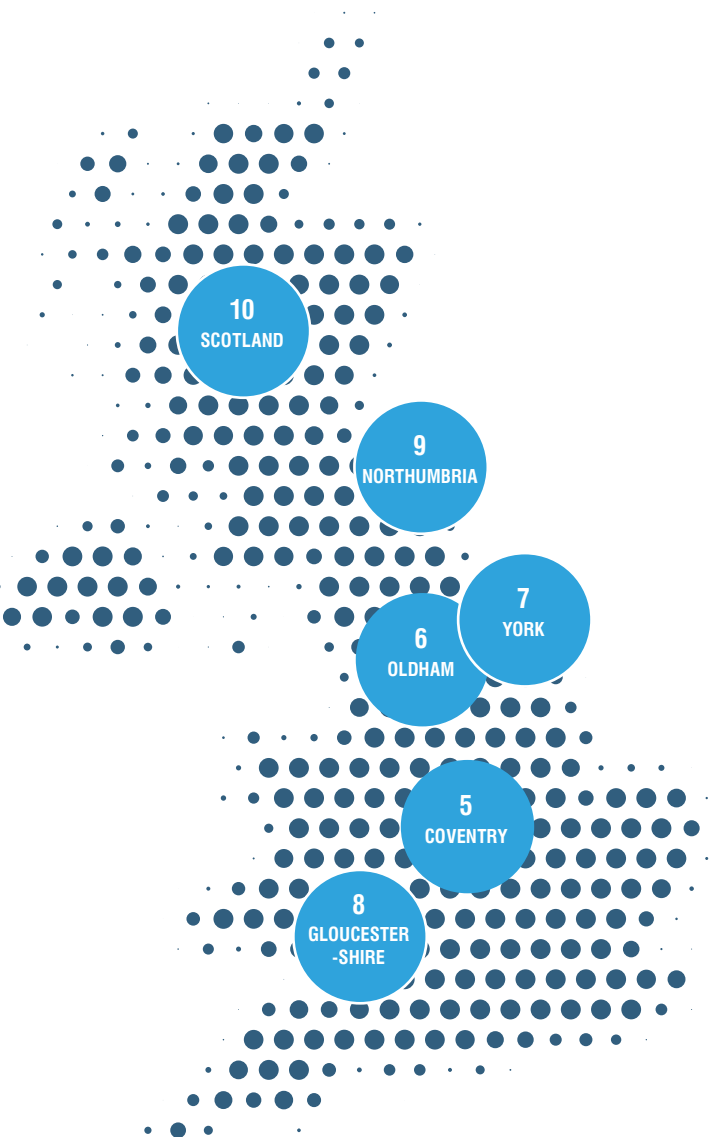 10
SCOTLAND
9
NORTHUMBRIA
7
YORK
6
OLDHAM
5
COVENTRY
8
GLOUCESTER
-SHIRE